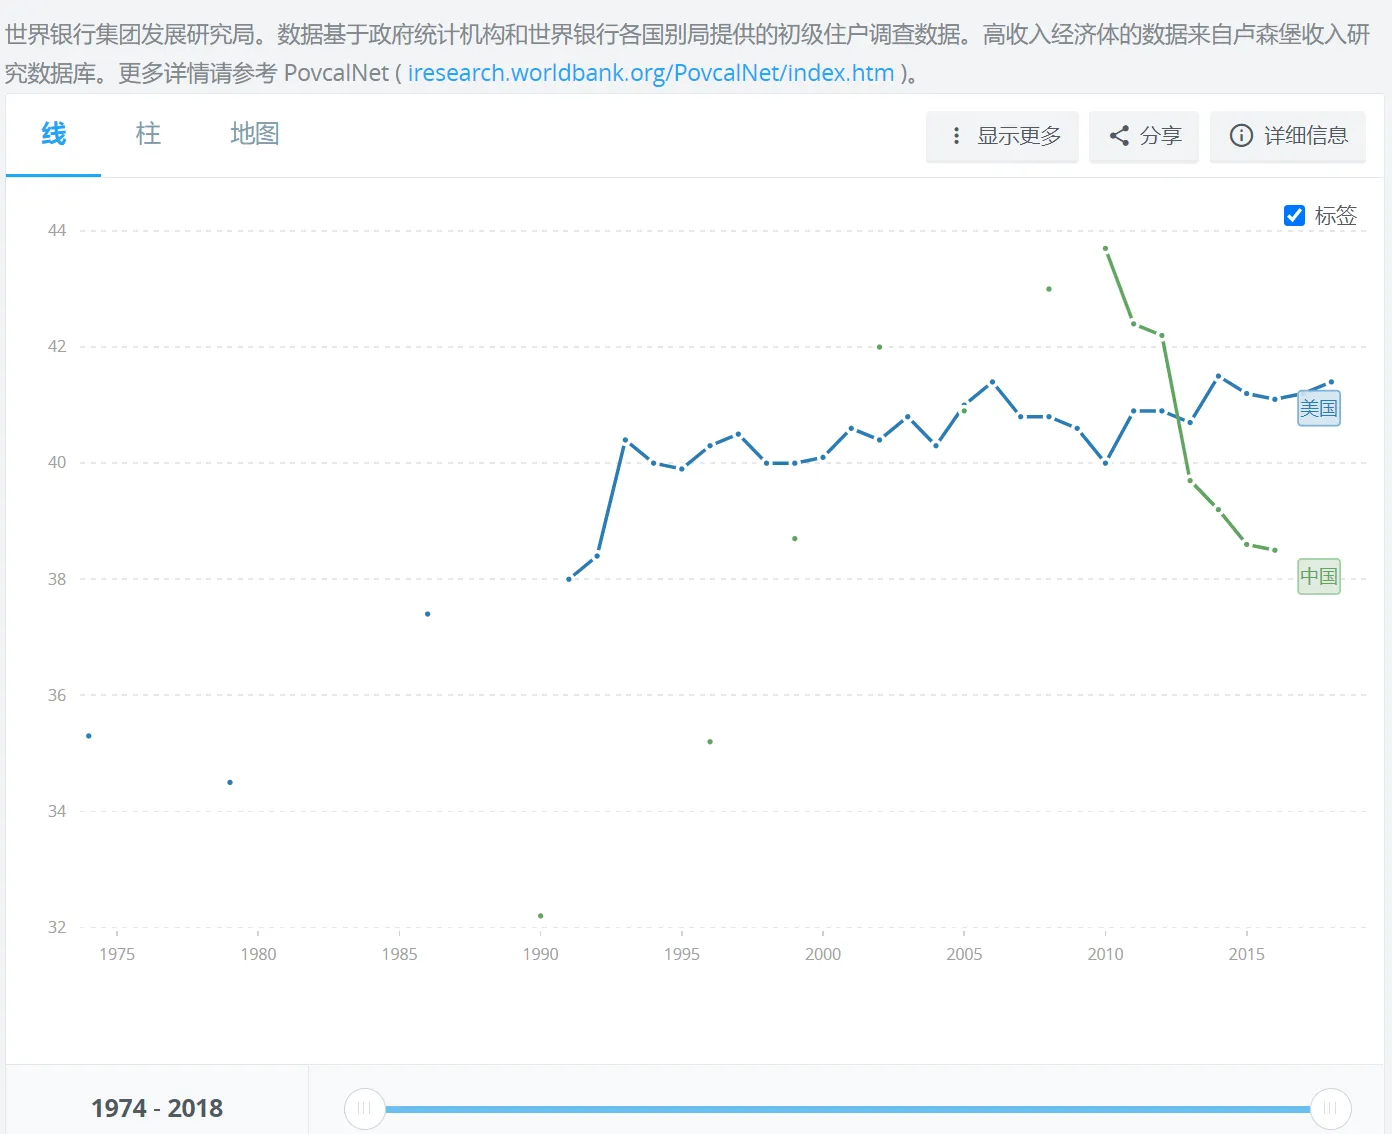 世界银行集团发展研究局。数据基于政府统计机构和世界银行各国别局提供的初级住户调查数据。高收入经济体的数据来自卢森堡收入研
究数据库。更多详情请参考 PovcalNet ( iresearch.worldbank.org/PovcalNet/index.htm )。
线 柱 地图 显示更多 分享 详细信息
标签
44
42
美国
40
38
中国
36
34
32
1975 1980 1985 1990 1995 2000 2005 2010 2015
1974 - 2018